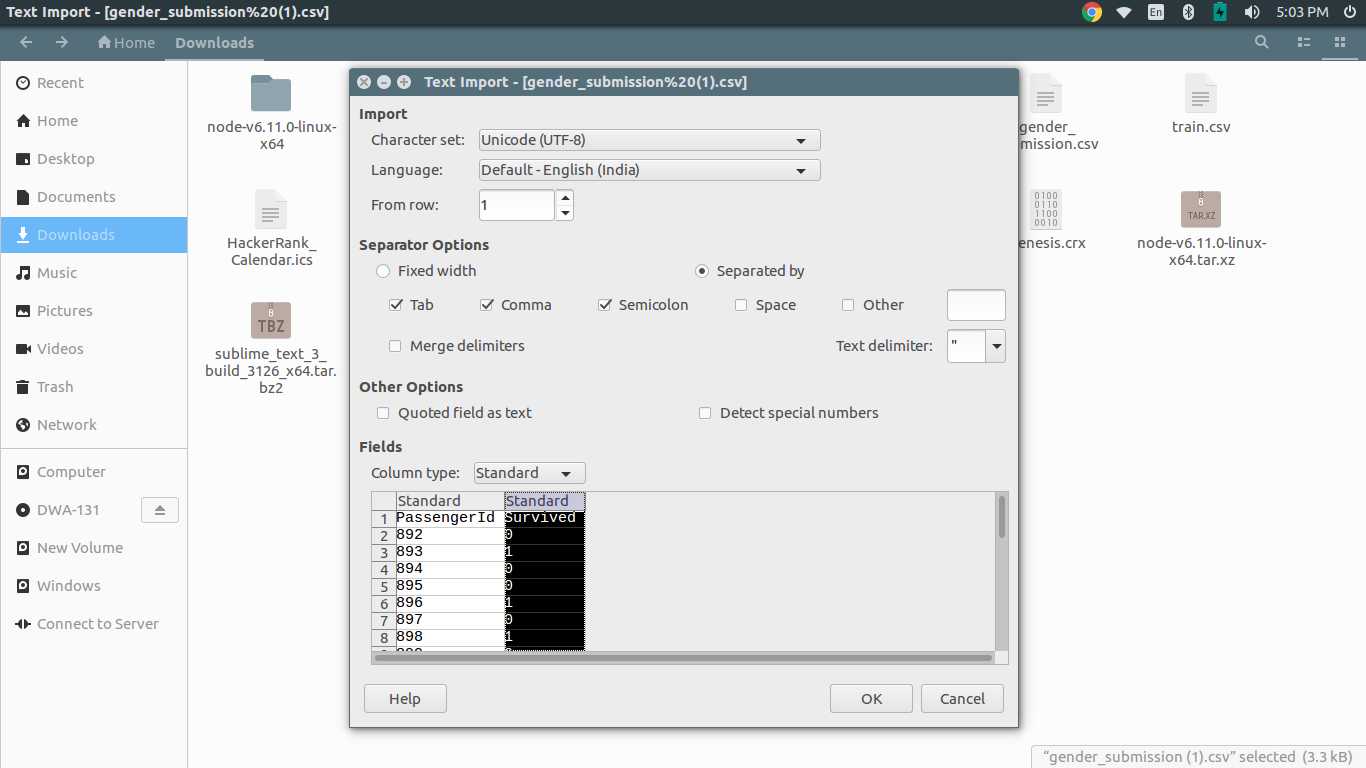 Text Import - [gender_submission%20(1).csv]
En
5:03 PM
Home
Downloads
Recent
Home
Desktop
Documents
Downloads
Music
Pictures
Videos
Trash
Network
Computer
DWA-131
New Volume
Windows
Connect to Server
node-v6.11.0-linux-
x64
HackerRank_
Calendar.ics
TBZ
sublime_text_3_
build_3126_x64.tar.
bz2
Text Import - [gender_submission%20(1).csv]
Import
Character set: Unicode (UTF-8)
Language: Default - English (India)
From row: 1
Separator Options
Fixed width Separated by
Tab Comma Semicolon Space Other
Merge delimiters Text delimiter: "
Other Options
Quoted field as text Detect special numbers
Fields
Column type: Standard
Standard Standard
1 PassengerId Survived
2 892 0
3 893 1
4 894 0
5 895 0
6 896 1
7 897 0
8 898 1
Help OK Cancel
gender_
mission.csv
train.csv
0100
0110
1100
0010
enesis.crx
TAR.XZ
node-v6.11.0-linux-
x64.tar.xz
“gender_submission (1).csv” selected (3.3 kB)